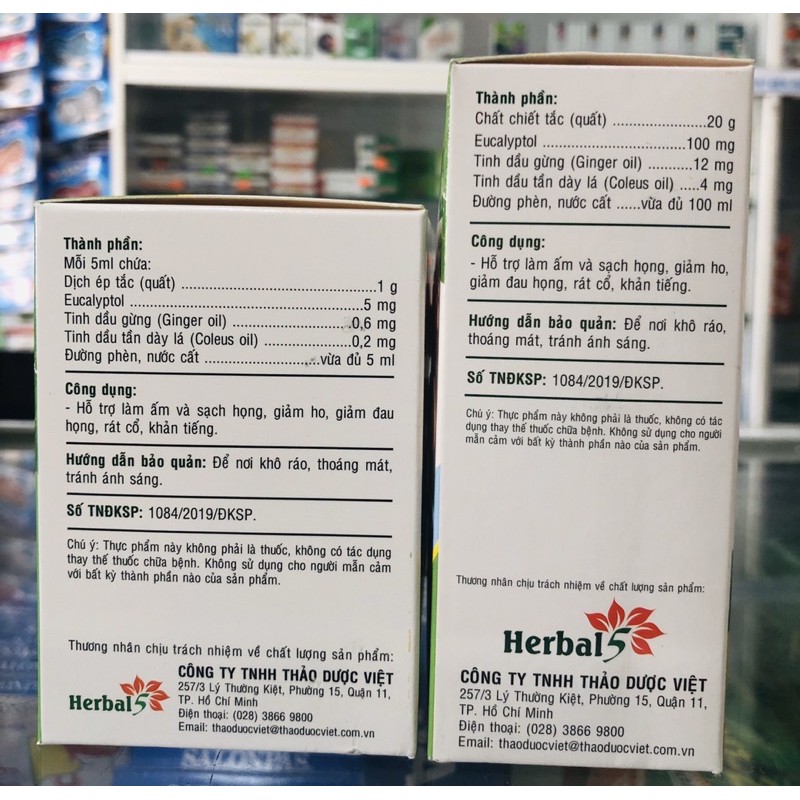 Thành phần:
Mỗi 5ml chứa:
Dịch ép tắc (quất) ....................................1 g
Eucalyptol ............................................5 mg
Tinh dầu gừng (Ginger oil) ......................0,6 mg
Tinh dầu tần dày lá (Coleus oil) ................0,2 mg
Đường phèn, nước cất ......................vừa đủ 5 ml
Công dụng:
- Hỗ trợ làm ấm và sạch họng, giảm ho, giảm đau
họng, rát cổ, khản tiếng.
Hướng dẫn bảo quản: Để nơi khô ráo, thoáng mát,
tránh ánh sáng.
Số TNĐKSP: 1084/2019/ĐKSP.
Chú ý: Thực phẩm này không phải là thuốc, không có tác dụng
thay thế thuốc chữa bệnh. Không sử dụng cho người mẫn cảm
với bất kỳ thành phần nào của sản phẩm.
Thương nhân chịu trách nhiệm về chất lượng sản phẩm:
Herbal5
CÔNG TY TNHH THẢO DƯỢC VIỆT
257/3 Lý Thường Kiệt, Phường 15, Quận 11,
TP. Hồ Chí Minh
Điện thoại: (028) 3866 9800
Email: thaoduocviet@thaoduocviet.com.vn
Thành phần:
Chất chiết tắc (quất) ...................20 g
Eucalyptol ..............................100 mg
Tinh dầu gừng (Ginger oil) ...........12 mg
Tinh dầu tần dày lá (Coleus oil) .....4 mg
Đường phèn, nước cất ......vừa đủ 100 ml
Công dụng:
- Hỗ trợ làm ấm và sạch họng, giảm ho,
giảm đau họng, rát cổ, khản tiếng.
Hướng dẫn bảo quản: Để nơi khô ráo,
thoáng mát, tránh ánh sáng.
Số TNĐKSP: 1084/2019/ĐKSP.
Chú ý: Thực phẩm này không phải là thuốc, không có tác
dụng thay thế thuốc chữa bệnh. Không sử dụng cho người
mẫn cảm với bất kỳ thành phần nào của sản phẩm.
Thương nhân chịu trách nhiệm về chất lượng sản phẩm:
Herbal5
CÔNG TY TNHH THẢO DƯỢC VIỆT
257/3 Lý Thường Kiệt, Phường 15, Quận 11,
TP. Hồ Chí Minh
Điện thoại: (028) 3866 9800
Email: thaoduocviet@thaoduocviet.com.vn
SALONPAS